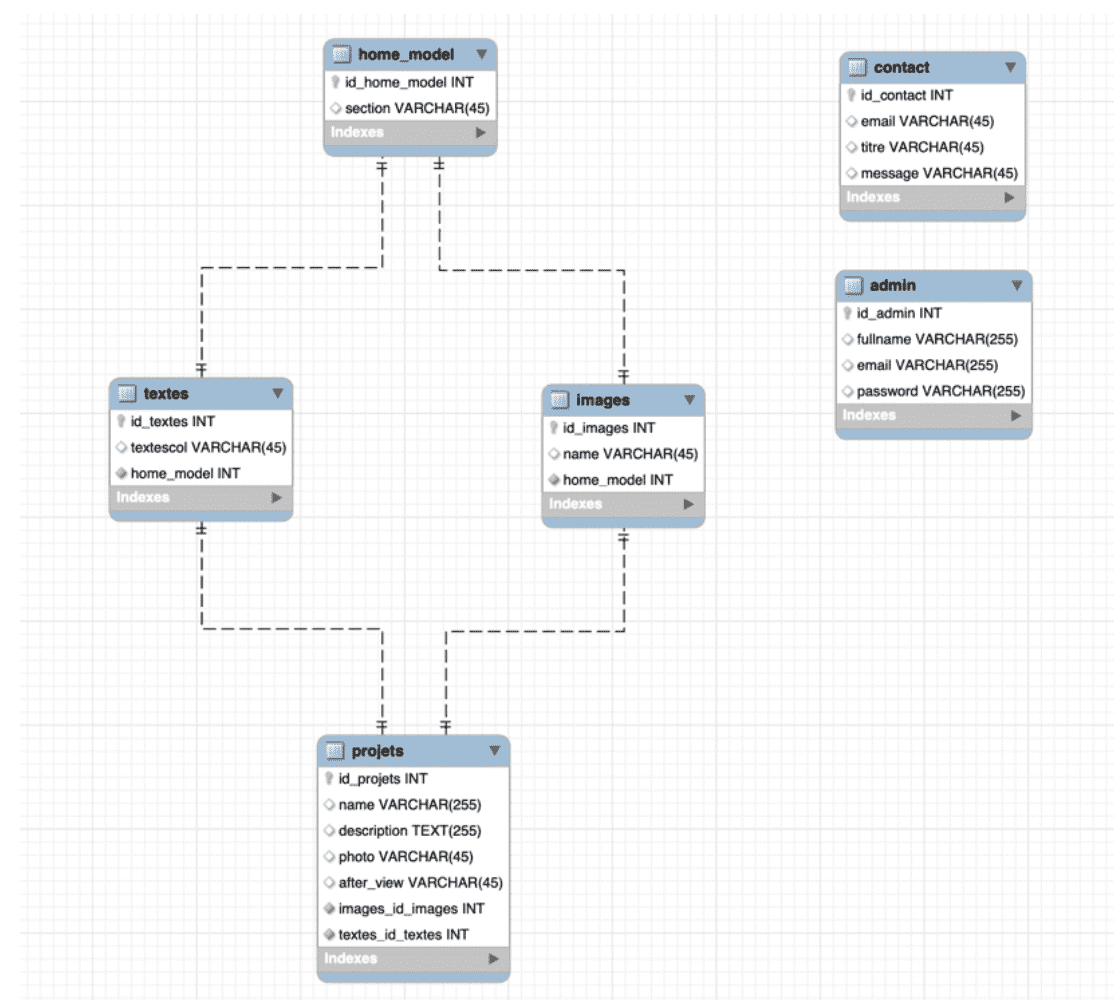 home_model
id_home_model INT
section VARCHAR(45)
Indexes
contact
id_contact INT
email VARCHAR(45)
titre VARCHAR(45)
message VARCHAR(45)
Indexes
admin
id_admin INT
fullname VARCHAR(255)
email VARCHAR(255)
password VARCHAR(255)
Indexes
textes
id_textes INT
textescol VARCHAR(45)
home_model INT
Indexes
images
id_images INT
name VARCHAR(45)
home_model INT
Indexes
projets
id_projets INT
name VARCHAR(255)
description TEXT(255)
photo VARCHAR(45)
after_view VARCHAR(45)
images_id_images INT
textes_id_textes INT
Indexes